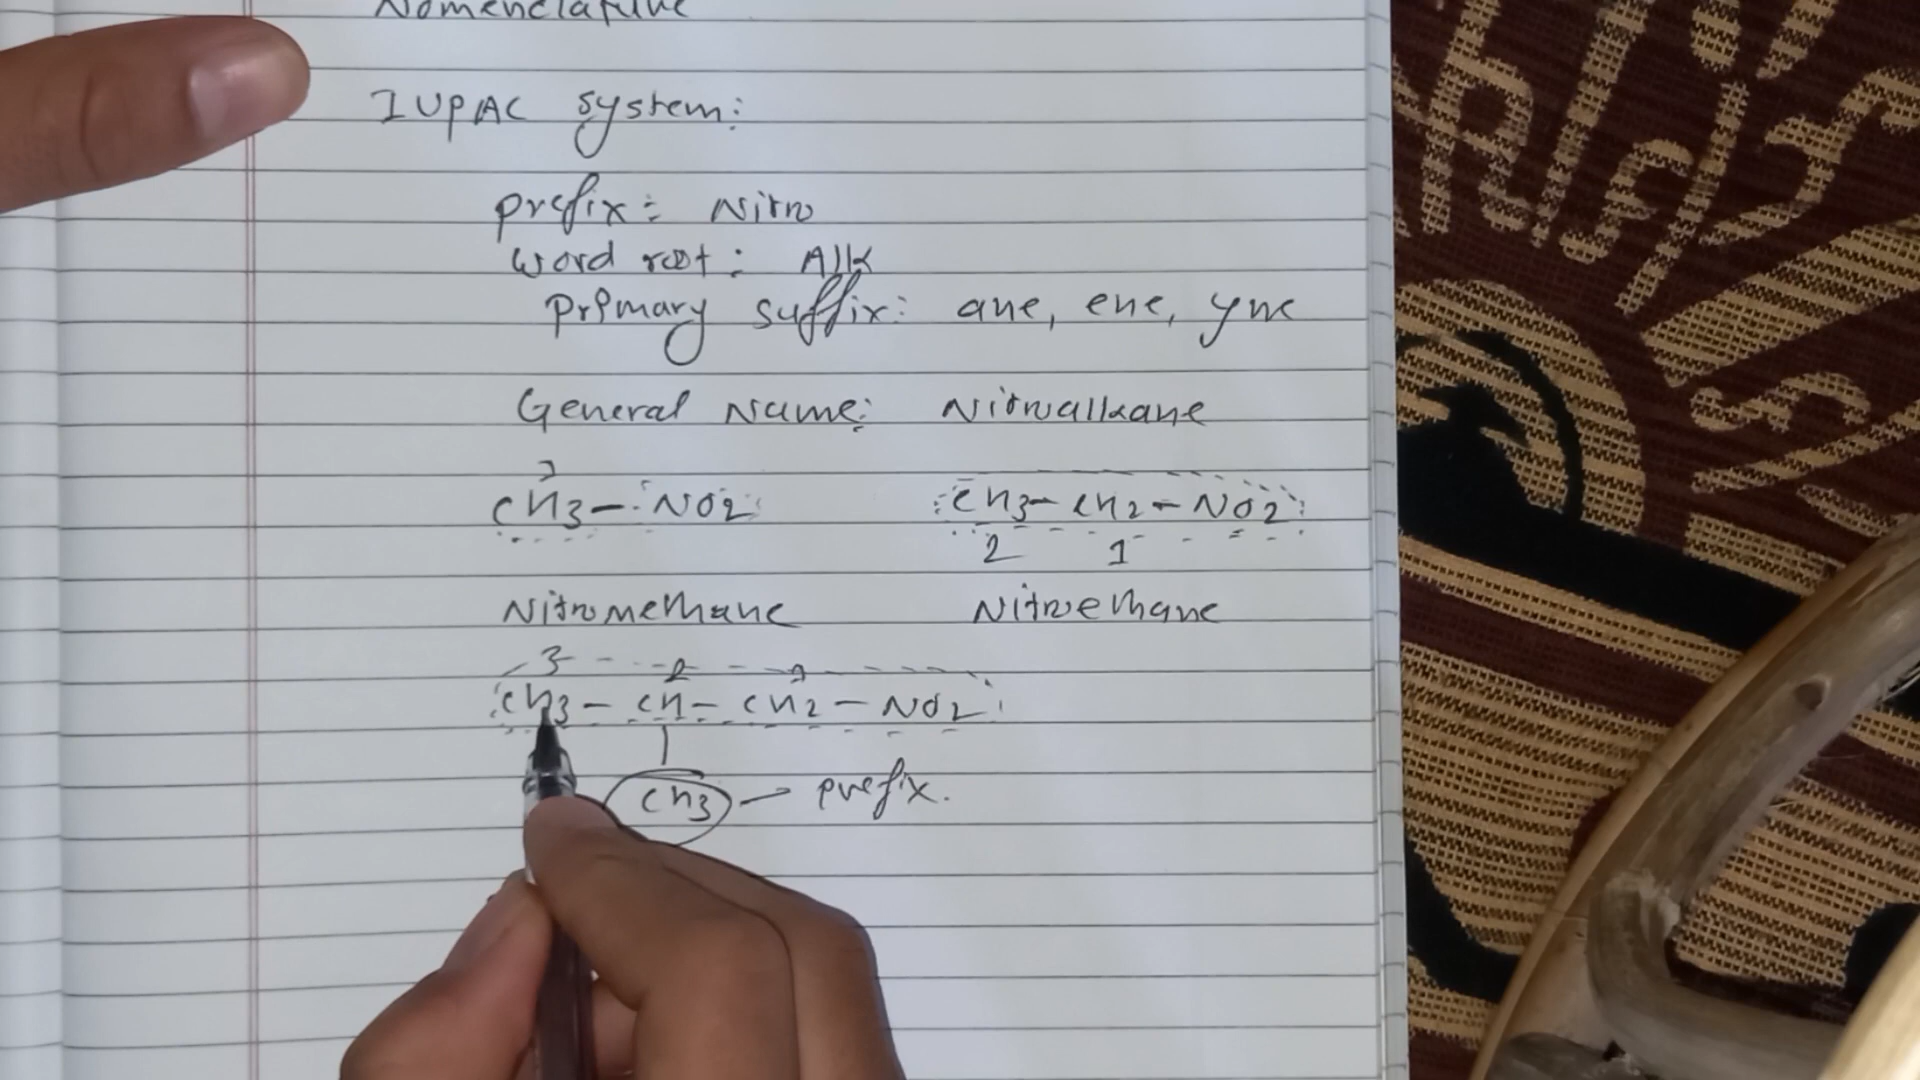 Nomenclature
IUPAC system:
prefix: Nitro
word root: Alk
Primary suffix: ane, ene, yne
General Name: Nitroalkane
CH3 - NO2 CH3 - CH2 - NO2
2 1
Nitromethane Nitroethane
3 2 1
CH3 - CH - CH2 - NO2
|
CH3 → prefix.